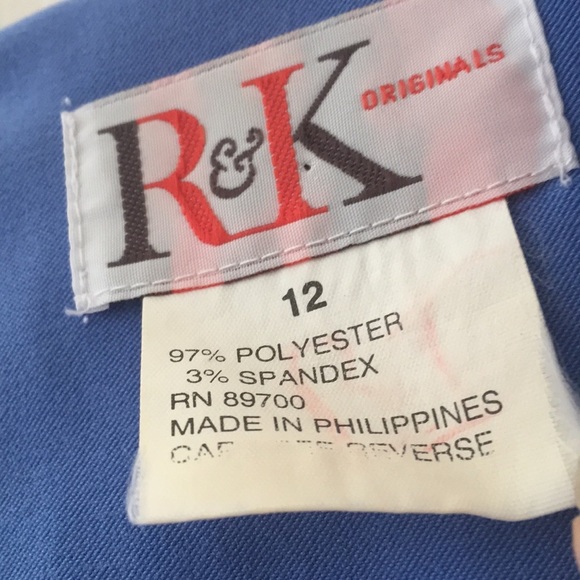 R&K ORIGINALS
12
97% POLYESTER
3% SPANDEX
RN 89700
MADE IN PHILIPPINES
REVERSE